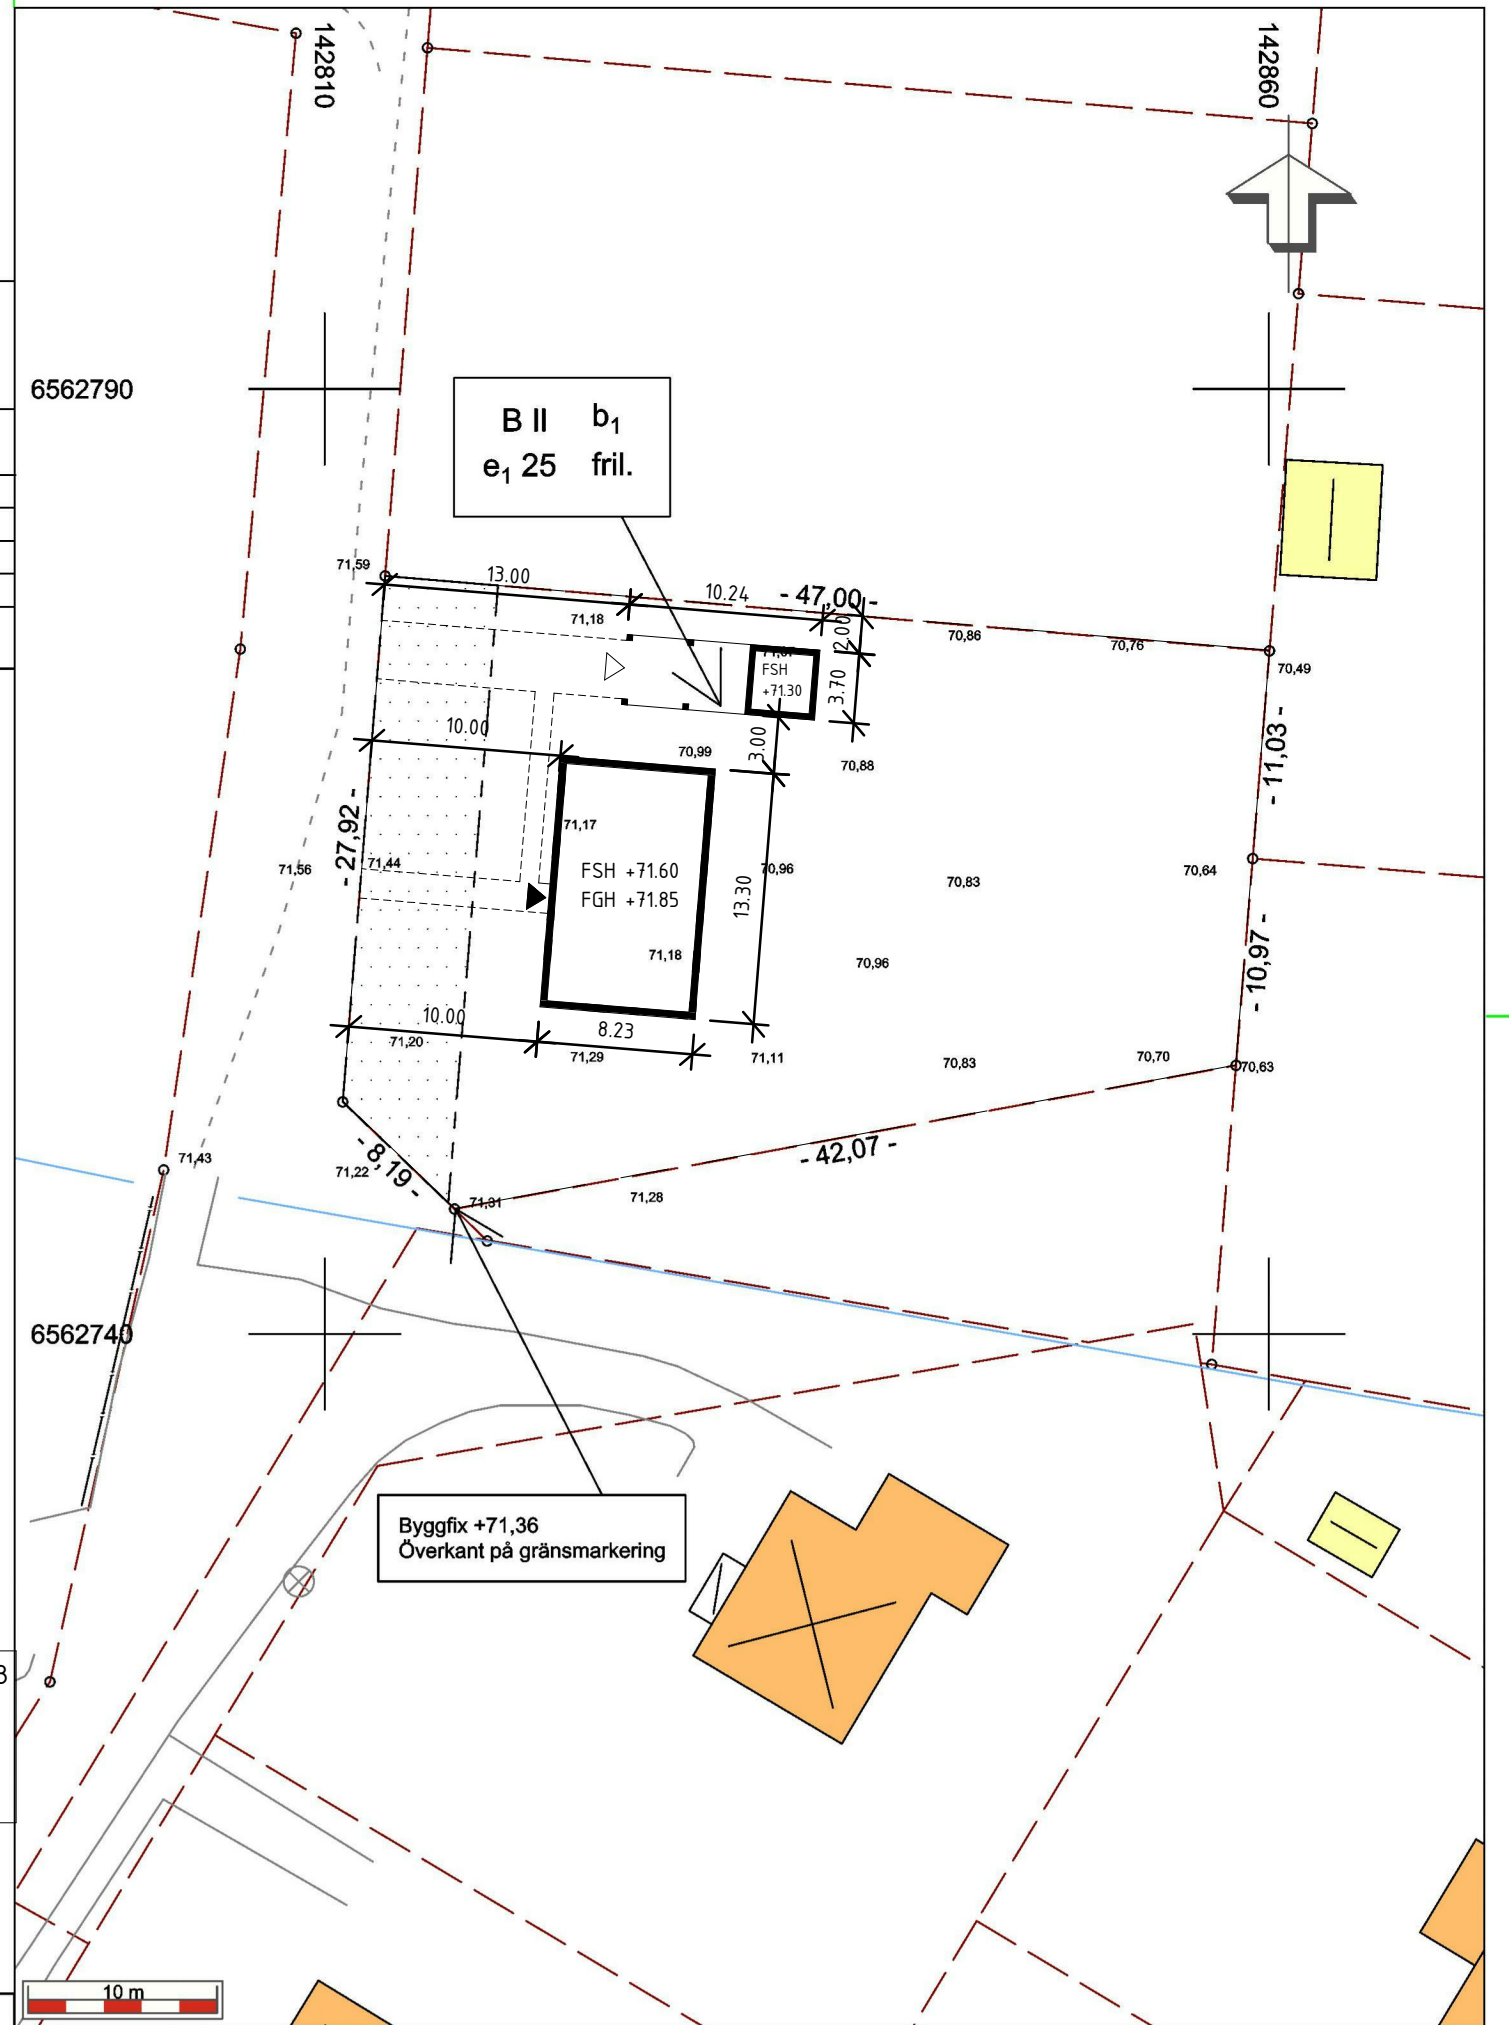 142810
142860
6562790
B II b₁
e₁ 25 fril.
71,59
13.00
10.24
- 47,00 -
71,18
2.00
70,86
70,76
70,49
FSH
+71.30
3.70
10.00
3.00
70,99
70,88
- 11,03 -
- 27,92 -
71,17
71,56
71,44
FSH +71.60
FGH +71.85
70,96
13.30
70,83
70,64
71,18
70,96
- 10,97 -
10.00
8.23
71,20
71,29
71,11
70,83
70,70
70,63
- 8,19 -
- 42,07 -
71,43
71,22
71,31
71,28
6562740
Byggfix +71,36
Överkant på gränsmarkering
10 m